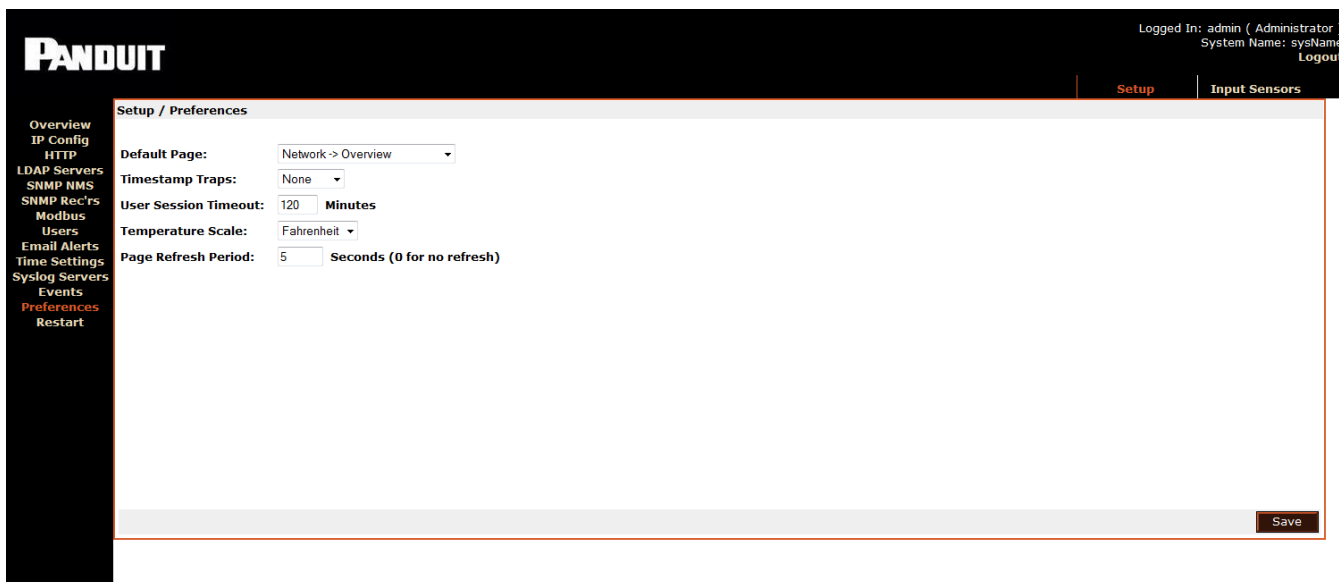 PANDUIT
Logged In: admin ( Administrator )
System Name: sysName
Logout
Setup
Input Sensors
Overview
IP Config
HTTP
LDAP Servers
SNMP NMS
SNMP Rec'rs
Modbus
Users
Email Alerts
Time Settings
Syslog Servers
Events
Preferences
Restart
Setup / Preferences
Default Page: Network -> Overview
Timestamp Traps: None
User Session Timeout: 120 Minutes
Temperature Scale: Fahrenheit
Page Refresh Period: 5 Seconds (0 for no refresh)
Save